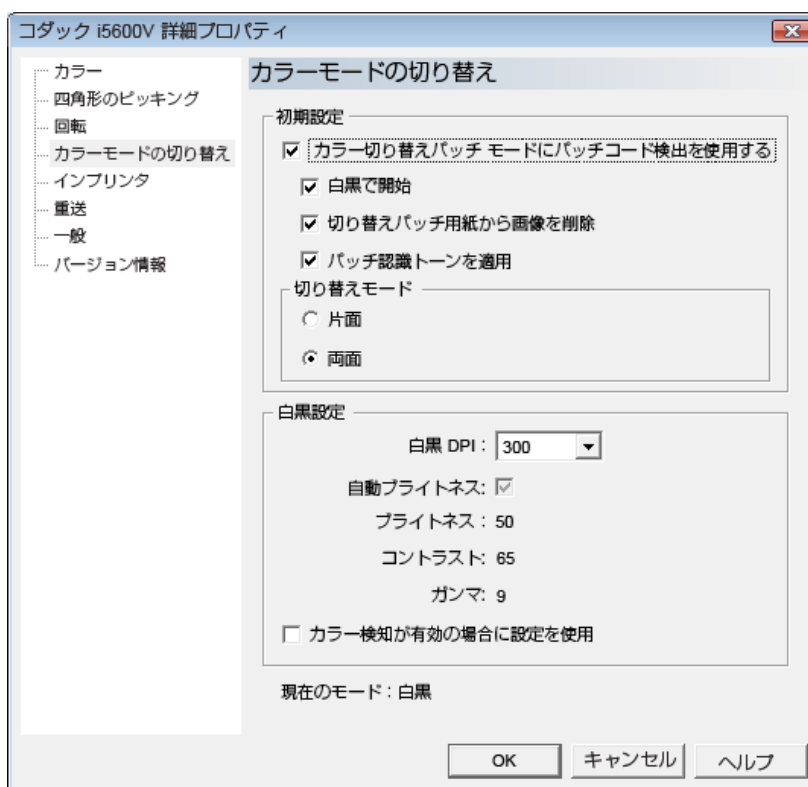 コダック i5600V 詳細プロパティ
カラー
四角形のピッキング
回転
カラーモードの切り替え
インプリンタ
重送
一般
バージョン情報
カラーモードの切り替え
初期設定
カラー切り替えパッチ モードにパッチコード検出を使用する
白黒で開始
切り替えパッチ用紙から画像を削除
パッチ認識トーンを適用
切り替えモード
片面
両面
白黒設定
白黒 DPI : 300
自動ブライトネス:
ブライトネス : 50
コントラスト: 65
ガンマ: 9
カラー検知が有効の場合に設定を使用
現在のモード : 白黒
OK キャンセル ヘルプ